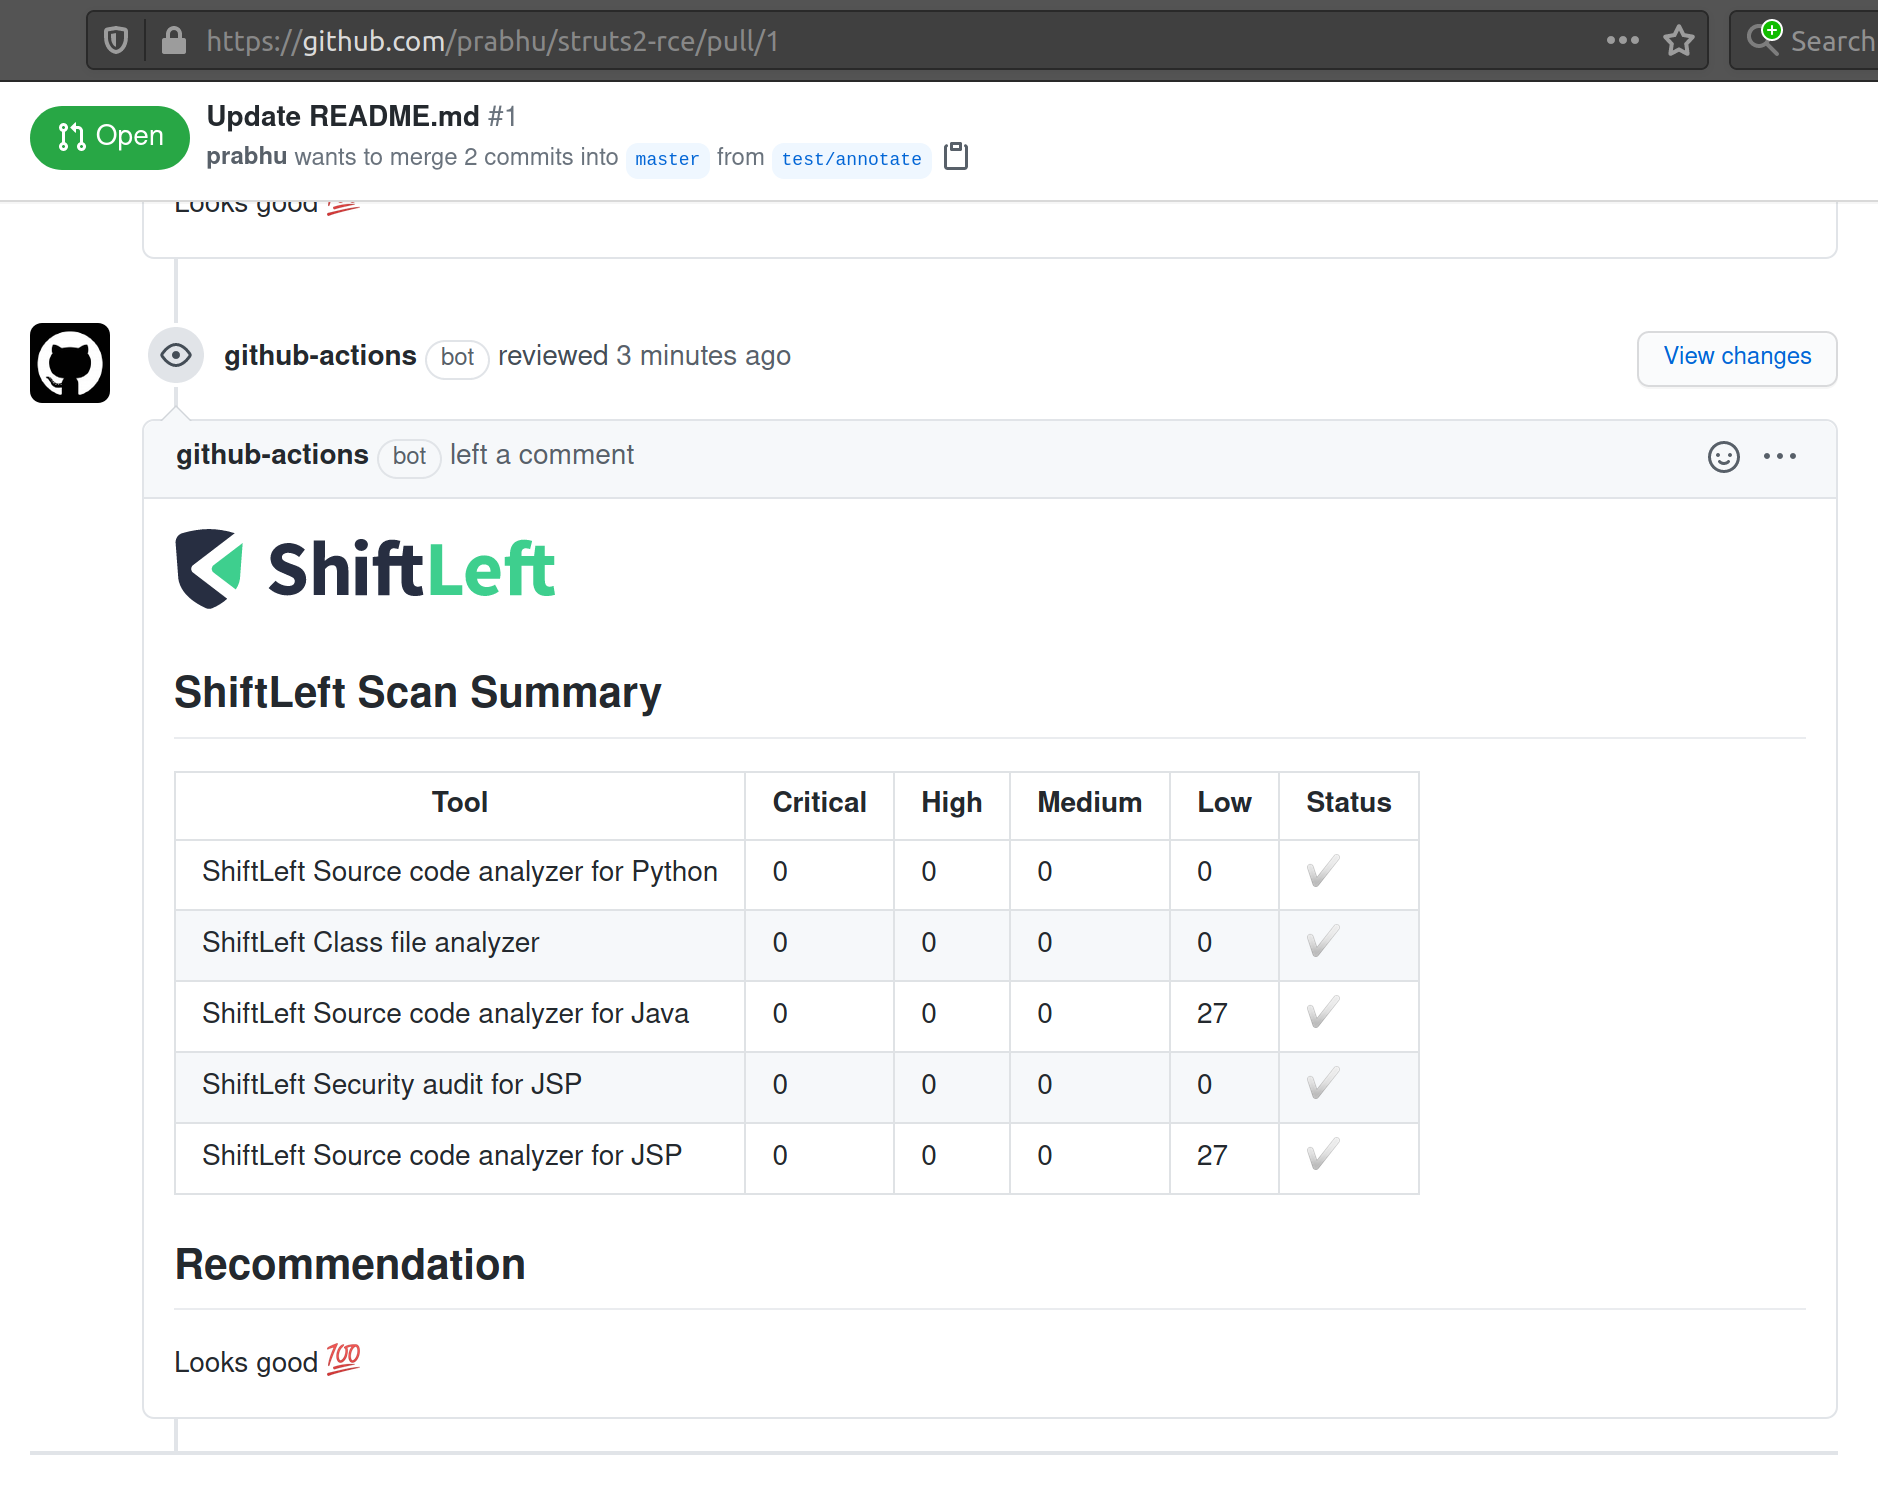 https://github.com/prabhu/struts2-rce/pull/1
Search
Open
Update README.md #1
prabhu wants to merge 2 commits into master from test/annotate
Looks good 💯
github-actions bot reviewed 3 minutes ago
View changes
github-actions bot left a comment
ShiftLeft
ShiftLeft Scan Summary
Tool Critical High Medium Low Status
ShiftLeft Source code analyzer for Python 0 0 0 0 ✔
ShiftLeft Class file analyzer 0 0 0 0 ✔
ShiftLeft Source code analyzer for Java 0 0 0 27 ✔
ShiftLeft Security audit for JSP 0 0 0 0 ✔
ShiftLeft Source code analyzer for JSP 0 0 0 27 ✔
Recommendation
Looks good 💯